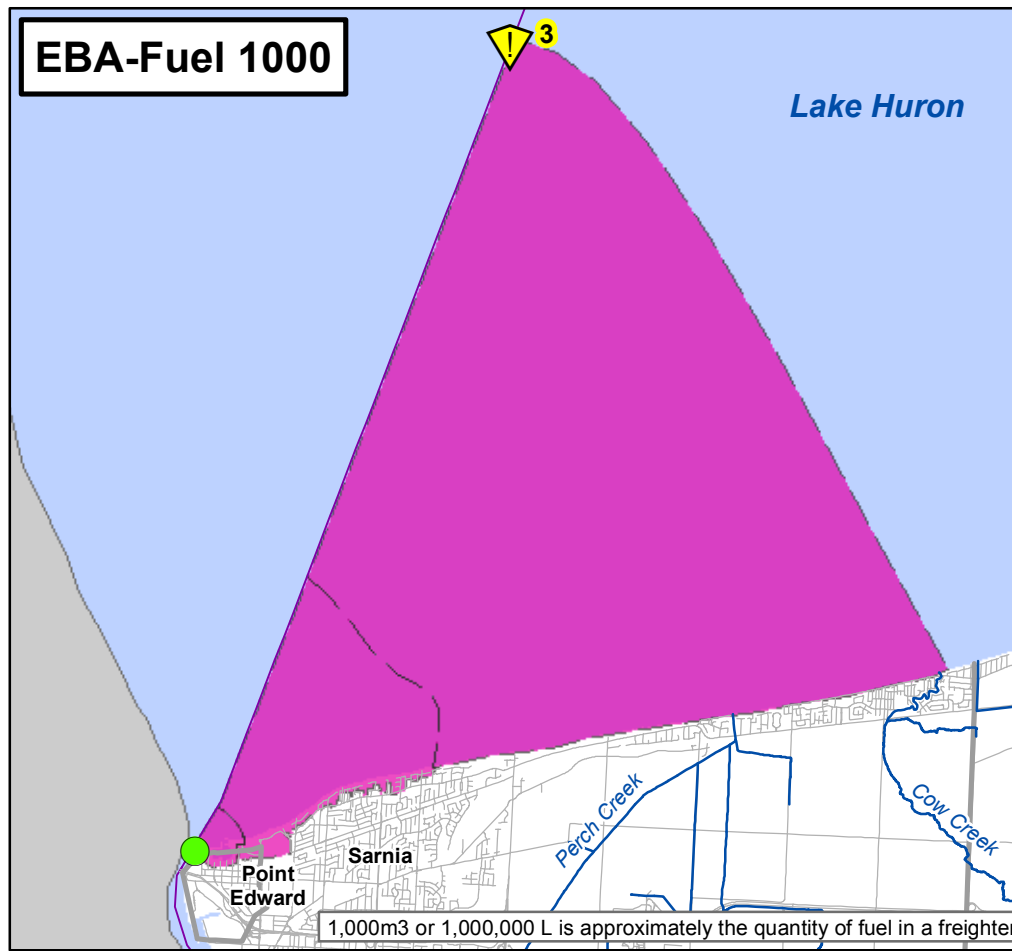 EBA-Fuel 1000
!
3
Lake Huron
Perch Creek
Cow Creek
Sarnia
Point
Edward
1,000m3 or 1,000,000 L is approximately the quantity of fuel in a freighter